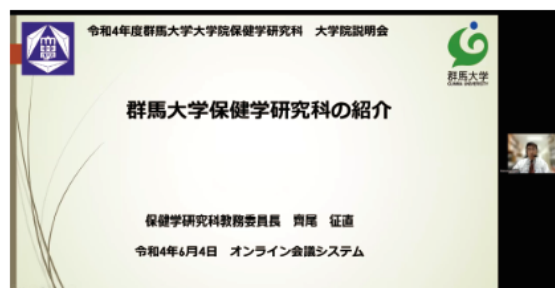 令和4年度群馬大学大学院保健学研究科　大学院説明会
群馬大学
GUNMA UNIVERSITY
群馬大学保健学研究科の紹介
保健学研究科教務委員長　齊尾　征直
令和4年6月4日　オンライン会議システム